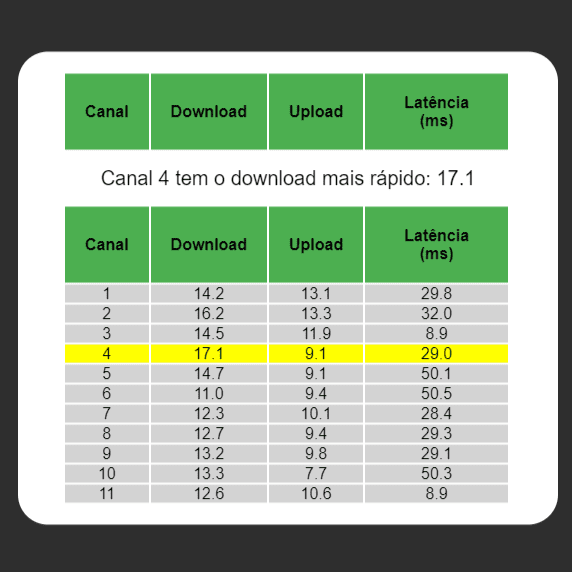 Canal Download Upload Latência (ms)
Canal 4 tem o download mais rápido: 17.1
Canal Download Upload Latência (ms)
1 14.2 13.1 29.8
2 16.2 13.3 32.0
3 14.5 11.9 8.9
4 17.1 9.1 29.0
5 14.7 9.1 50.1
6 11.0 9.4 50.5
7 12.3 10.1 28.4
8 12.7 9.4 29.3
9 13.2 9.8 29.1
10 13.3 7.7 50.3
11 12.6 10.6 8.9